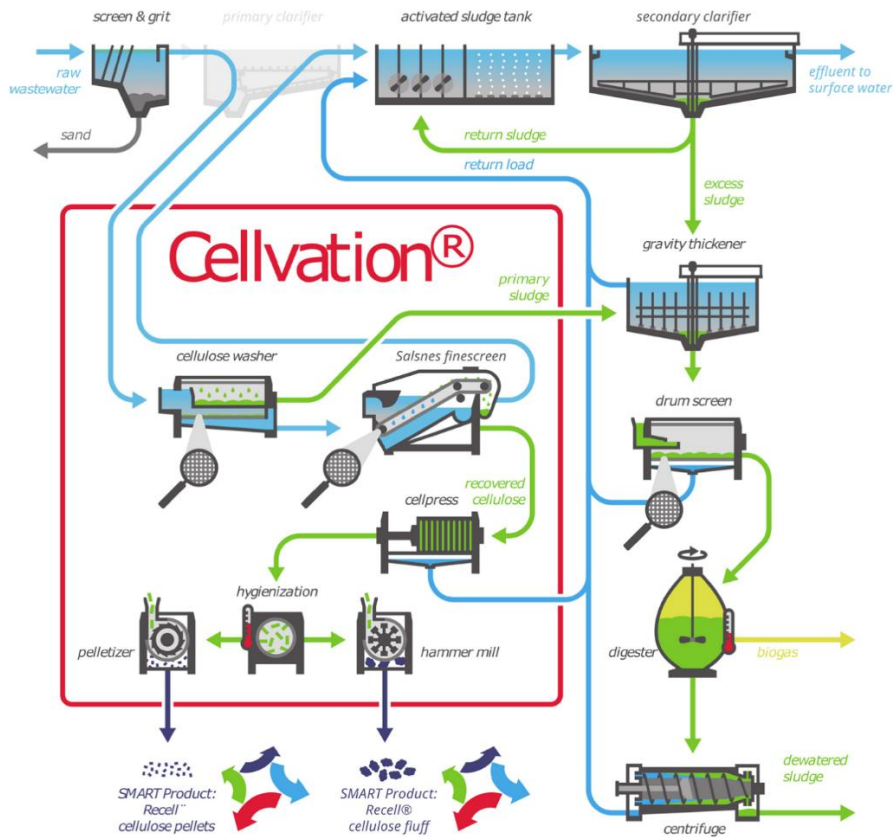 screen & grit
primary clarifier
activated sludge tank
secondary clarifier
raw
wastewater
effluent to
surface water
sand
return sludge
return load
excess
sludge
Cellvation®
gravity thickener
primary
sludge
cellulose washer
Salsnes finescreen
drum screen
recovered
cellulose
cellpress
hygienization
pelletizer
hammer mill
digester
biogas
SMART Product:
Recell¨
cellulose pellets
SMART Product:
Recell®
cellulose fluff
dewatered
sludge
centrifuge